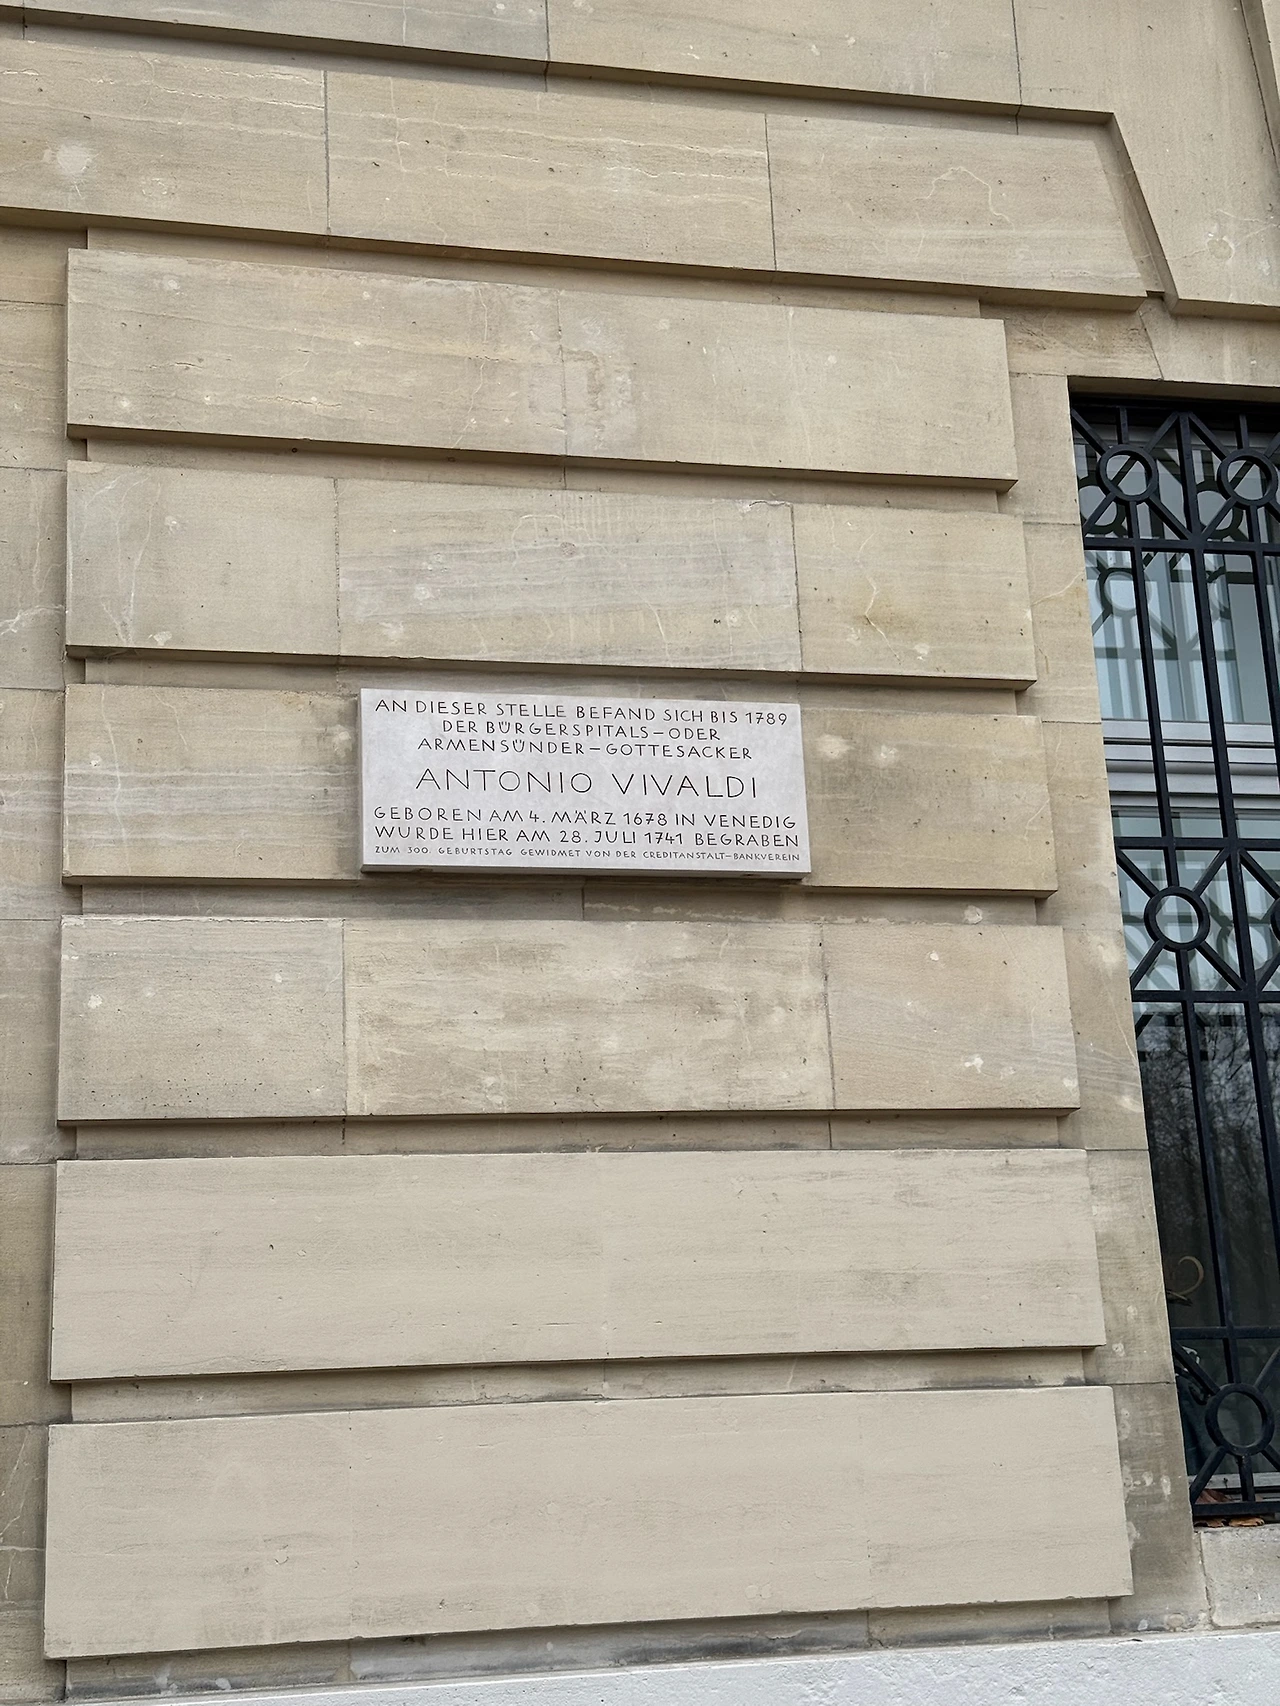 AN DIESER STELLE BEFAND SICH BIS 1789
DER BÜRGERSPITALS–ODER
ARMENSÜNDER–GOTTESACKER
ANTONIO VIVALDI
GEBOREN AM 4. MÄRZ 1678 IN VENEDIG
WURDE HIER AM 28. JULI 1741 BEGRABEN
ZUM 300. GEBURTSTAG GEWIDMET VON DER CREDITANSTALT–BANKVEREIN